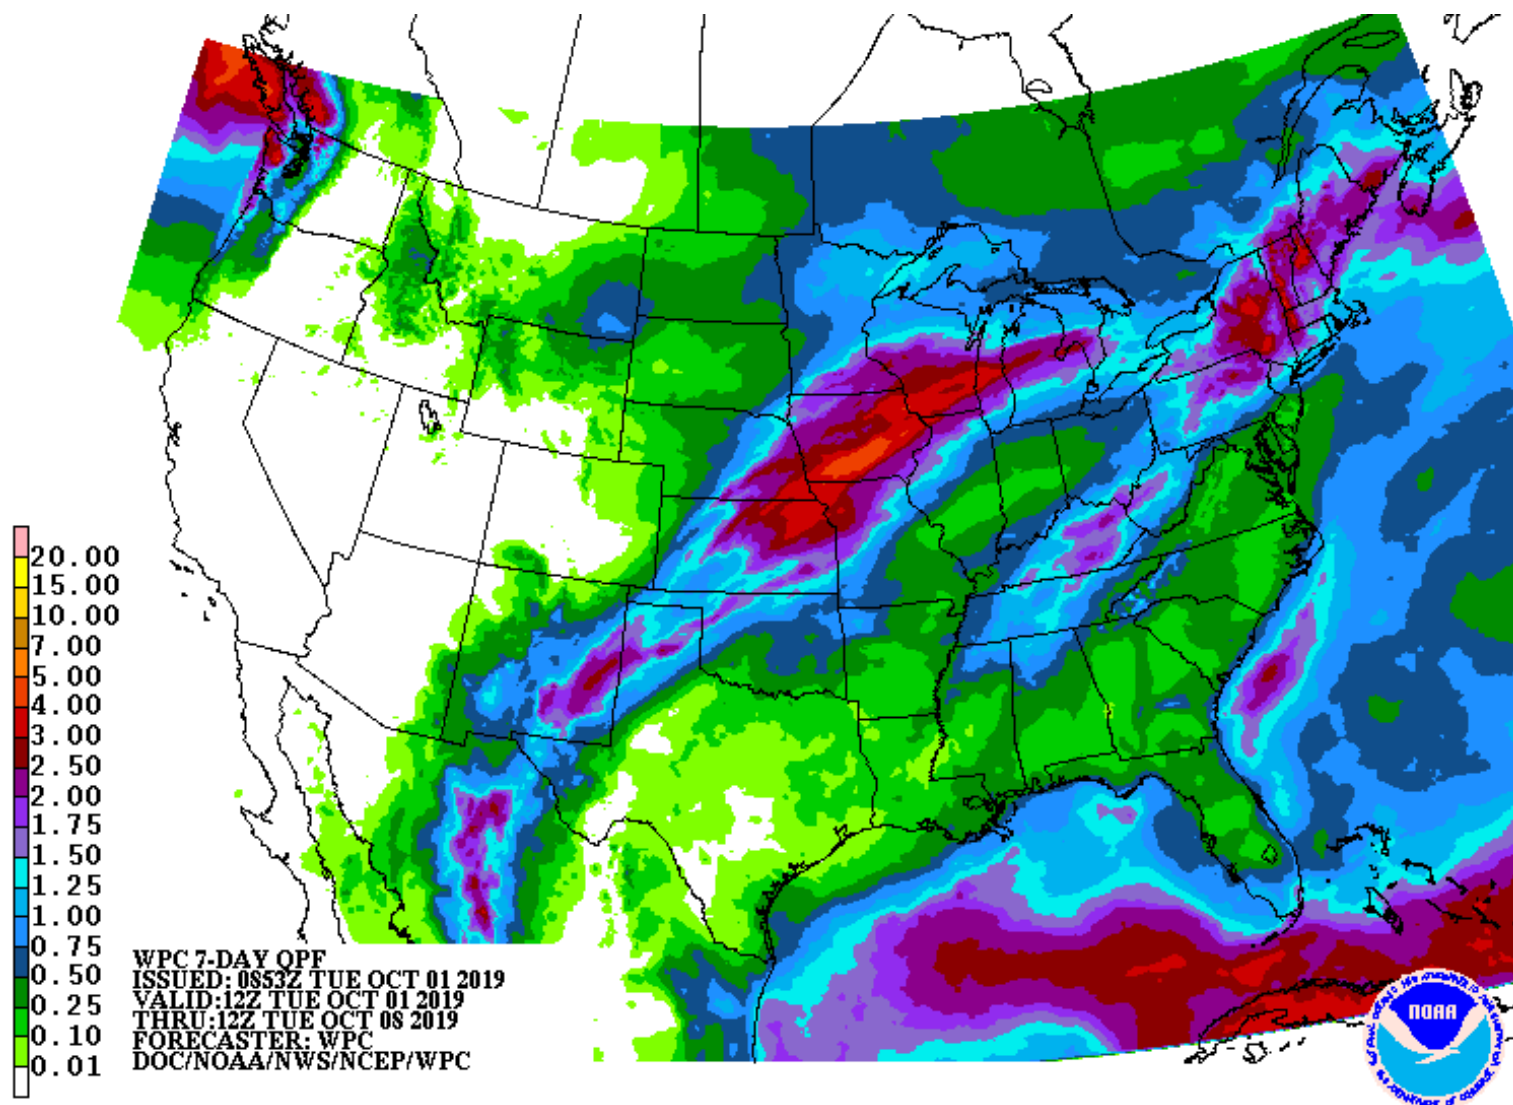 20.00
15.00
10.00
7.00
5.00
4.00
3.00
2.50
2.00
1.75
1.50
1.25
1.00
0.75
0.50
0.25
0.10
0.01
WPC 7-DAY QPF
ISSUED: 0853Z TUE OCT 01 2019
VALID:12Z TUE OCT 01 2019
THRU:12Z TUE OCT 08 2019
FORECASTER: WPC
DOC/NOAA/NWS/NCEP/WPC
NOAA